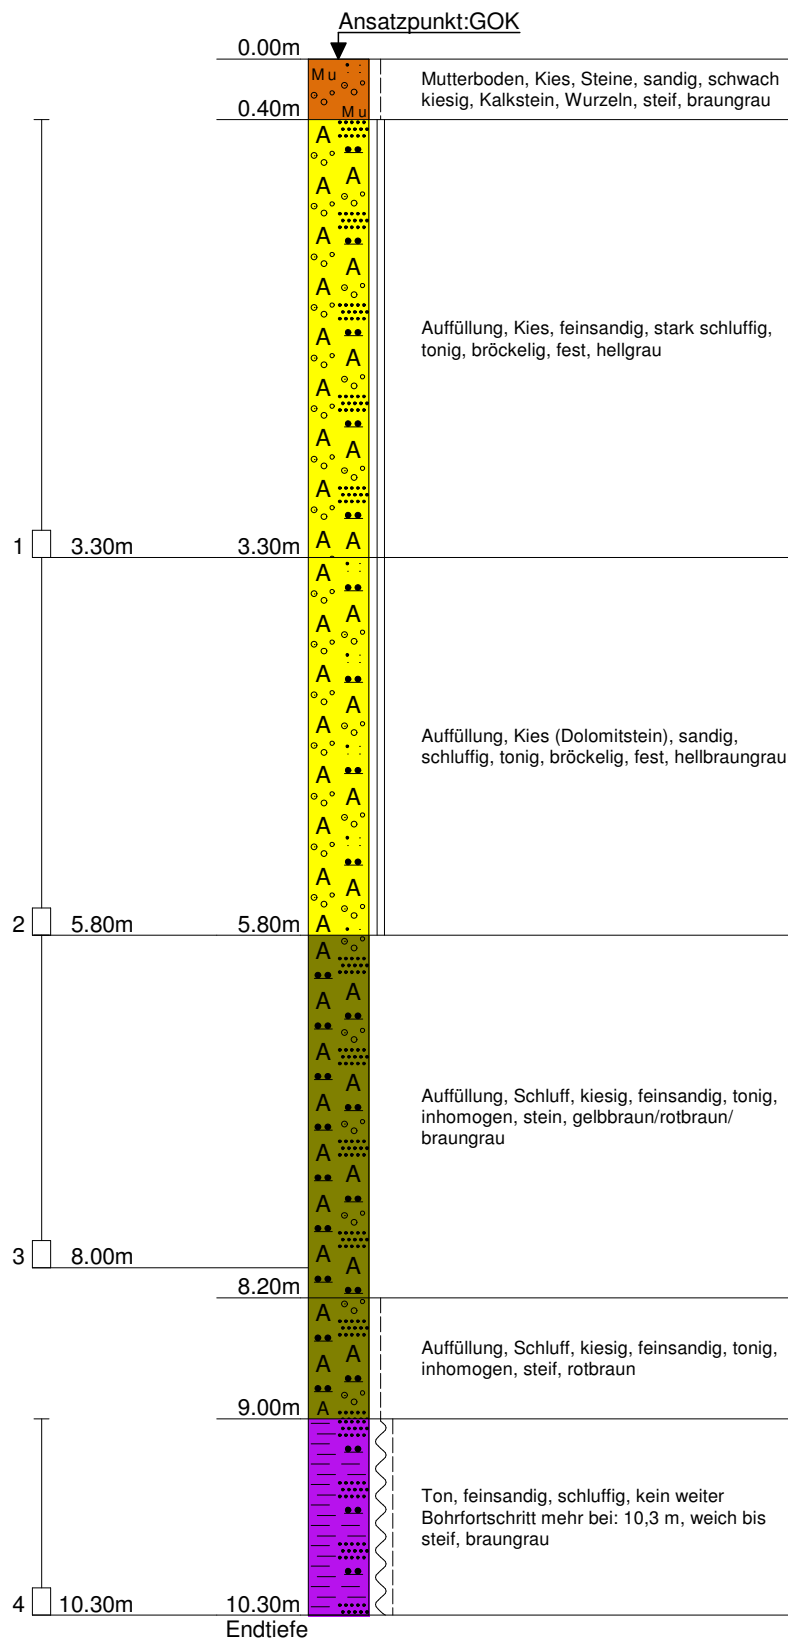 Ansatzpunkt:GOK
0.00m
Mu
Mutterboden, Kies, Steine, sandig, schwach
kiesig, Kalkstein, Wurzeln, steif, braungrau
0.40m
Mu
A
A
A
A
A
A
A
Auffüllung, Kies, feinsandig, stark schluffig,
tonig, bröckelig, fest, hellgrau
A
A
A
A
A
A
A
1 3.30m 3.30m A A
A
A
A
A
A
A
Auffüllung, Kies (Dolomitstein), sandig,
schluffig, tonig, bröckelig, fest, hellbraungrau
A
A
A
A
A
A
2 5.80m 5.80m A
A
A
A
A
A
A
Auffüllung, Schluff, kiesig, feinsandig, tonig,
inhomogen, stein, gelbbraun/rotbraun/
braungrau
A
A
A
3 8.00m A
A
8.20m
A
A
A
Auffüllung, Schluff, kiesig, feinsandig, tonig,
inhomogen, steif, rotbraun
9.00m A
Ton, feinsandig, schluffig, kein weiter
Bohrfortschritt mehr bei: 10,3 m, weich bis
steif, braungrau
4 10.30m 10.30m
Endtiefe